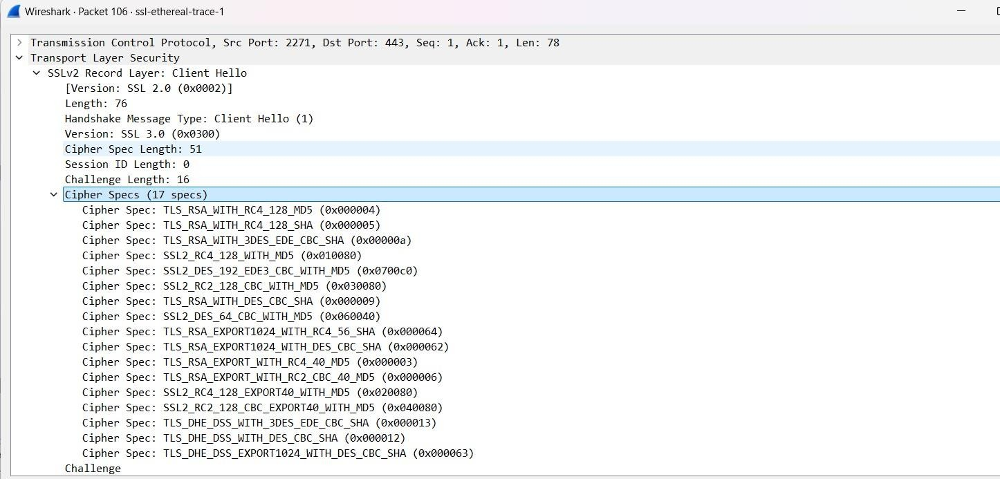 Wireshark · Packet 106 · ssl-ethereal-trace-1
Transmission Control Protocol, Src Port: 2271, Dst Port: 443, Seq: 1, Ack: 1, Len: 78
Transport Layer Security
SSLv2 Record Layer: Client Hello
[Version: SSL 2.0 (0x0002)]
Length: 76
Handshake Message Type: Client Hello (1)
Version: SSL 3.0 (0x0300)
Cipher Spec Length: 51
Session ID Length: 0
Challenge Length: 16
Cipher Specs (17 specs)
Cipher Spec: TLS_RSA_WITH_RC4_128_MD5 (0x000004)
Cipher Spec: TLS_RSA_WITH_RC4_128_SHA (0x000005)
Cipher Spec: TLS_RSA_WITH_3DES_EDE_CBC_SHA (0x00000a)
Cipher Spec: SSL2_RC4_128_WITH_MD5 (0x010080)
Cipher Spec: SSL2_DES_192_EDE3_CBC_WITH_MD5 (0x0700c0)
Cipher Spec: SSL2_RC2_128_CBC_WITH_MD5 (0x030080)
Cipher Spec: TLS_RSA_WITH_DES_CBC_SHA (0x000009)
Cipher Spec: SSL2_DES_64_CBC_WITH_MD5 (0x060040)
Cipher Spec: TLS_RSA_EXPORT1024_WITH_RC4_56_SHA (0x000064)
Cipher Spec: TLS_RSA_EXPORT1024_WITH_DES_CBC_SHA (0x000062)
Cipher Spec: TLS_RSA_EXPORT_WITH_RC4_40_MD5 (0x000003)
Cipher Spec: TLS_RSA_EXPORT_WITH_RC2_CBC_40_MD5 (0x000006)
Cipher Spec: SSL2_RC4_128_EXPORT40_WITH_MD5 (0x020080)
Cipher Spec: SSL2_RC2_128_CBC_EXPORT40_WITH_MD5 (0x040080)
Cipher Spec: TLS_DHE_DSS_WITH_3DES_EDE_CBC_SHA (0x000013)
Cipher Spec: TLS_DHE_DSS_WITH_DES_CBC_SHA (0x000012)
Cipher Spec: TLS_DHE_DSS_EXPORT1024_WITH_DES_CBC_SHA (0x000063)
Challenge